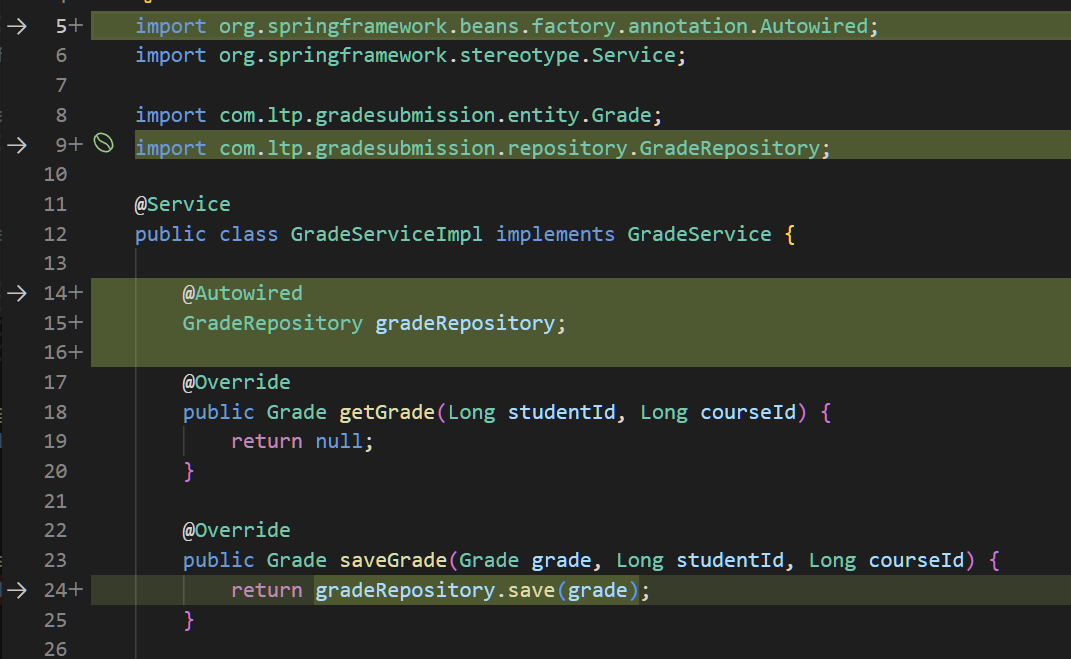 5+ import org.springframework.beans.factory.annotation.Autowired;
6 import org.springframework.stereotype.Service;
7
8 import com.ltp.gradesubmission.entity.Grade;
9+ import com.ltp.gradesubmission.repository.GradeRepository;
10
11 @Service
12 public class GradeServiceImpl implements GradeService {
13
14+ @Autowired
15+ GradeRepository gradeRepository;
16+
17 @Override
18 public Grade getGrade(Long studentId, Long courseId) {
19 return null;
20 }
21
22 @Override
23 public Grade saveGrade(Grade grade, Long studentId, Long courseId) {
24+ return gradeRepository.save(grade);
25 }
26